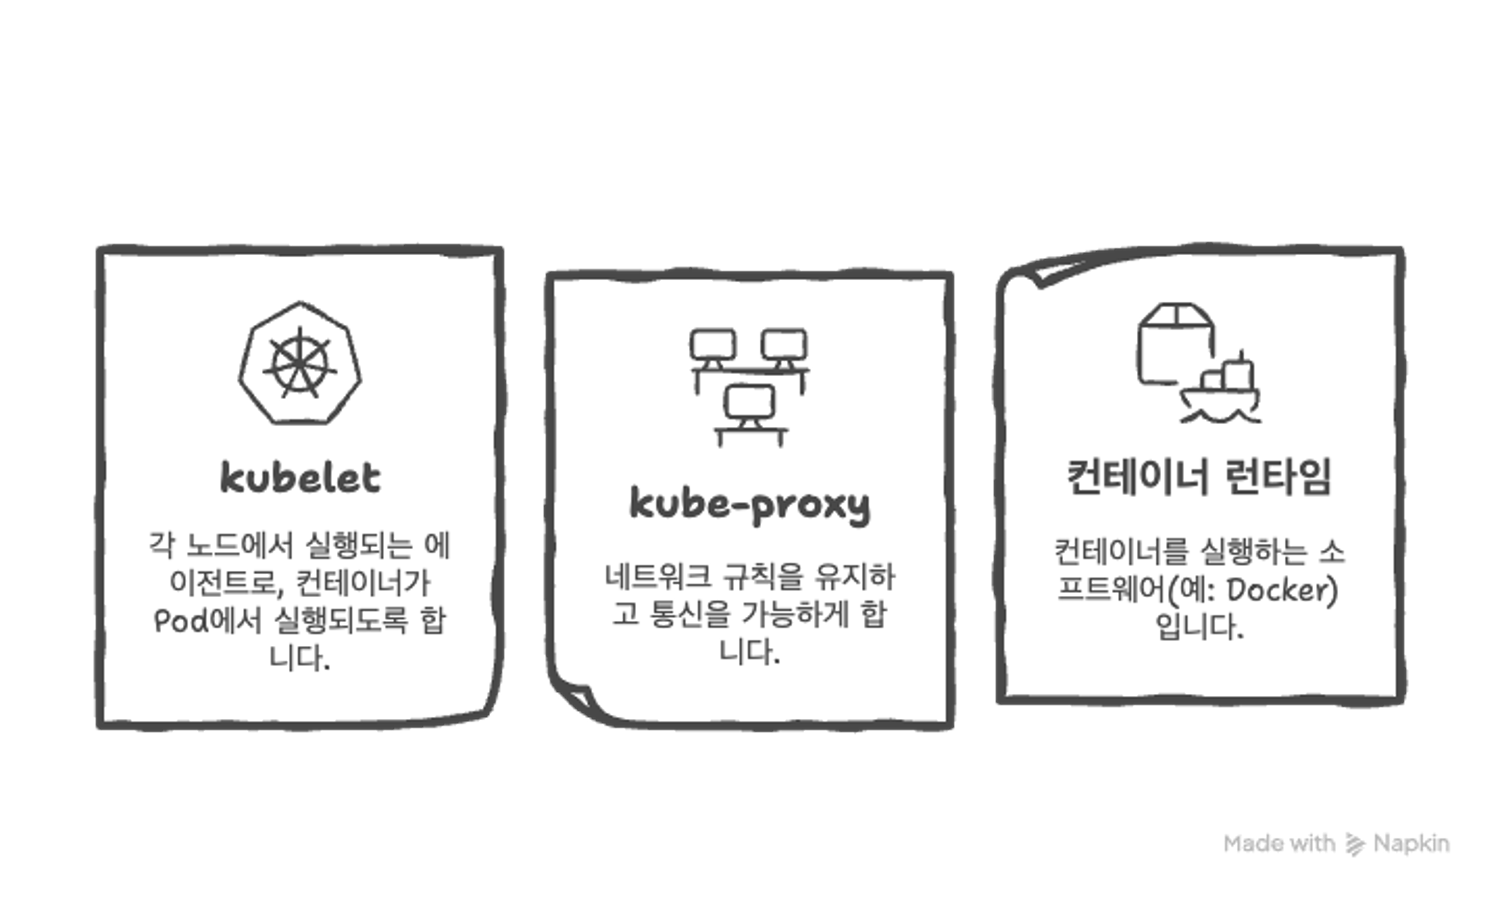 kubelet
각 노드에서 실행되는 에
이전트로, 컨테이너가
Pod에서 실행되도록 합
니다.
kube-proxy
네트워크 규칙을 유지하
고 통신을 가능하게 합
니다.
컨테이너 런타임
컨테이너를 실행하는 소
프트웨어(예: Docker)
입니다.
Made with Napkin